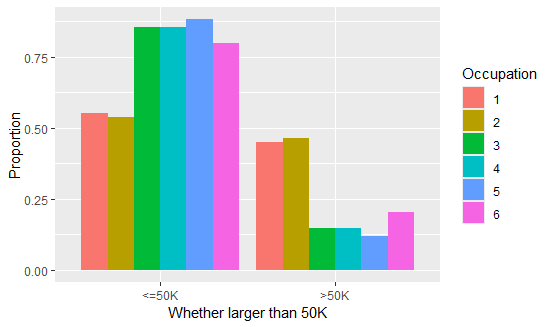 Proportion
0.75
0.50
0.25
0.00
<=50K
>50K
Whether larger than 50K
Occupation
1
2
3
4
5
6